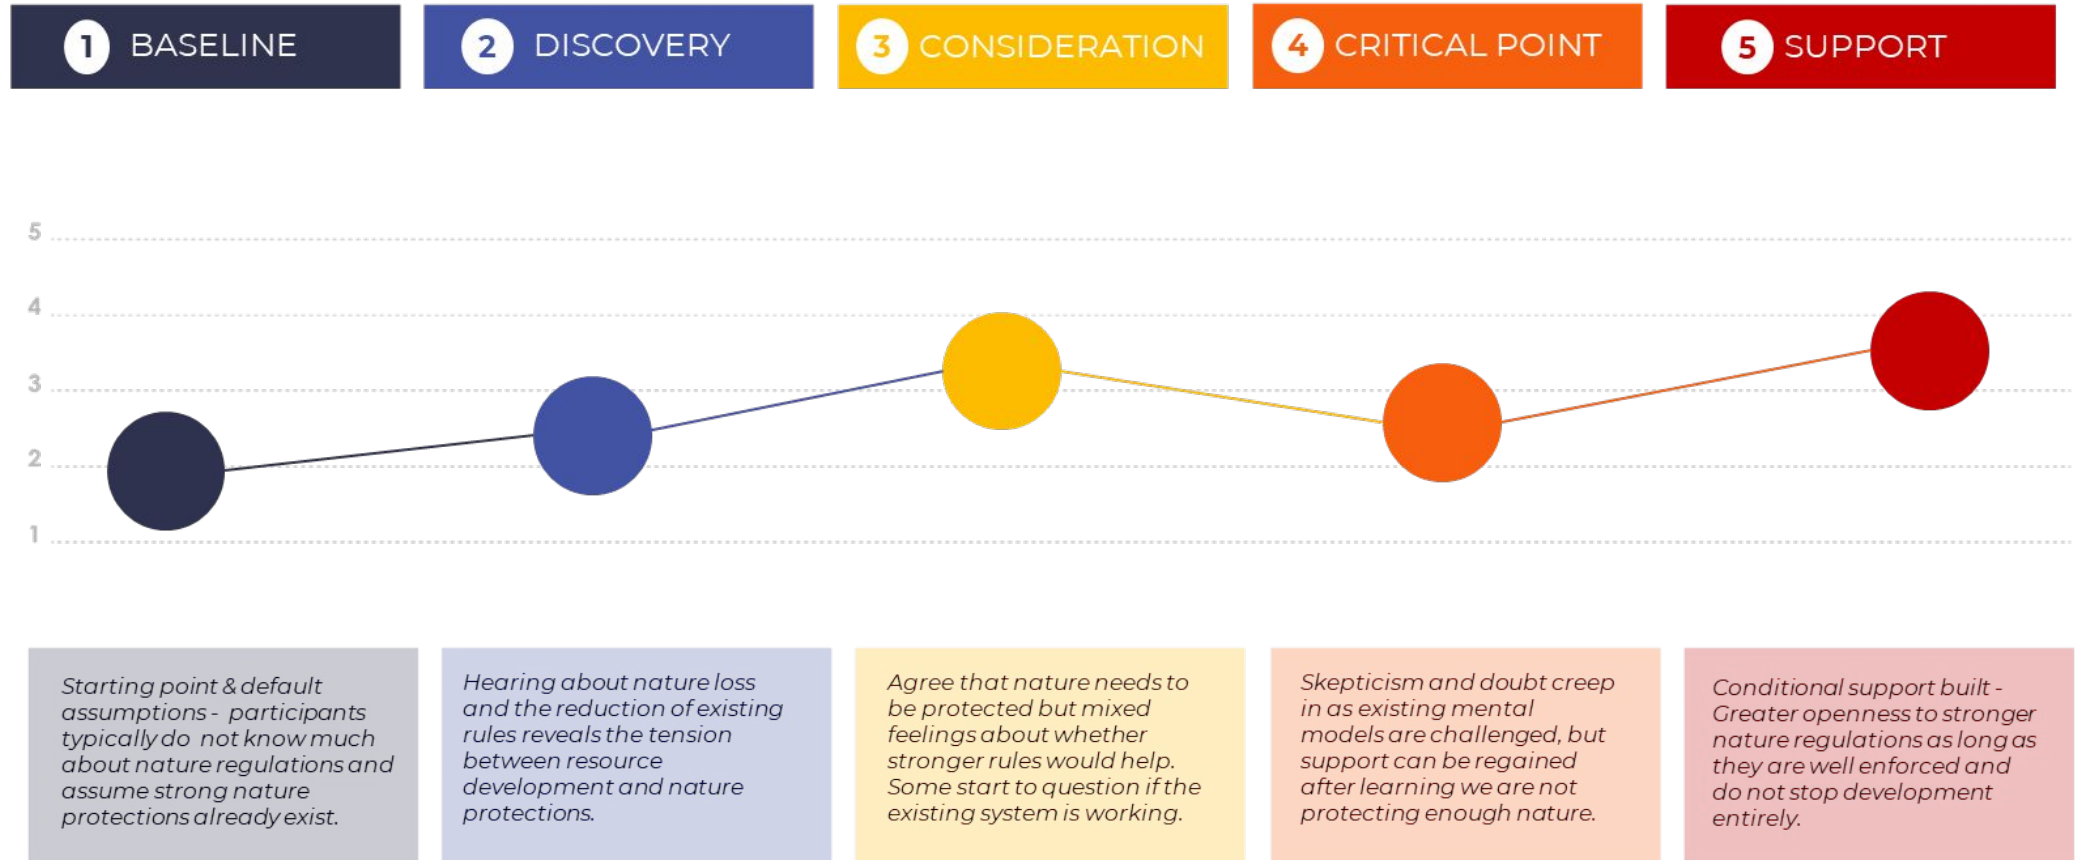 1 BASELINE
2 DISCOVERY
3 CONSIDERATION
4 CRITICAL POINT
5 SUPPORT
5
4
3
2
1
Starting point & default
assumptions - participants
typically do not know much
about nature regulations and
assume strong nature
protections already exist.
Hearing about nature loss
and the reduction of existing
rules reveals the tension
between resource
development and nature
protections.
Agree that nature needs to
be protected but mixed
feelings about whether
stronger rules would help.
Some start to question if the
existing system is working.
Skepticism and doubt creep
in as existing mental
models are challenged, but
support can be regained
after learning we are not
protecting enough nature.
Conditional support built -
Greater openness to stronger
nature regulations as long as
they are well enforced and
do not stop development
entirely.